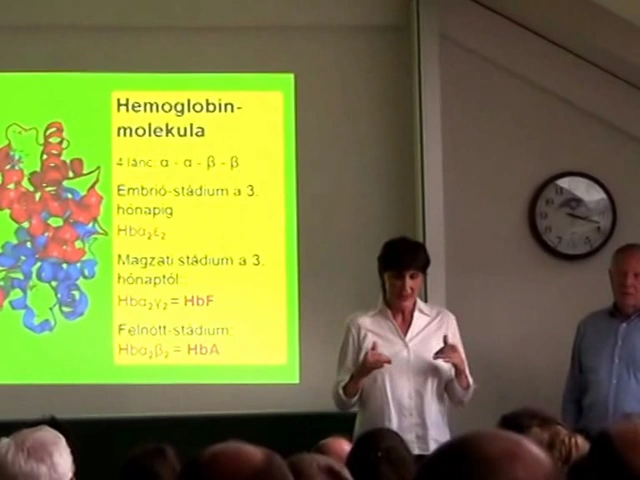 Hemoglobin-
molekula
4 lánc: α - α - β - β
Embrió-stádium a 3.
hónapig
Hbα₂ε₂
Magzati stádium a 3.
hónaptól:
Hbα₂γ₂ = HbF
Felnőtt-stádium:
Hbα₂β₂ = HbA